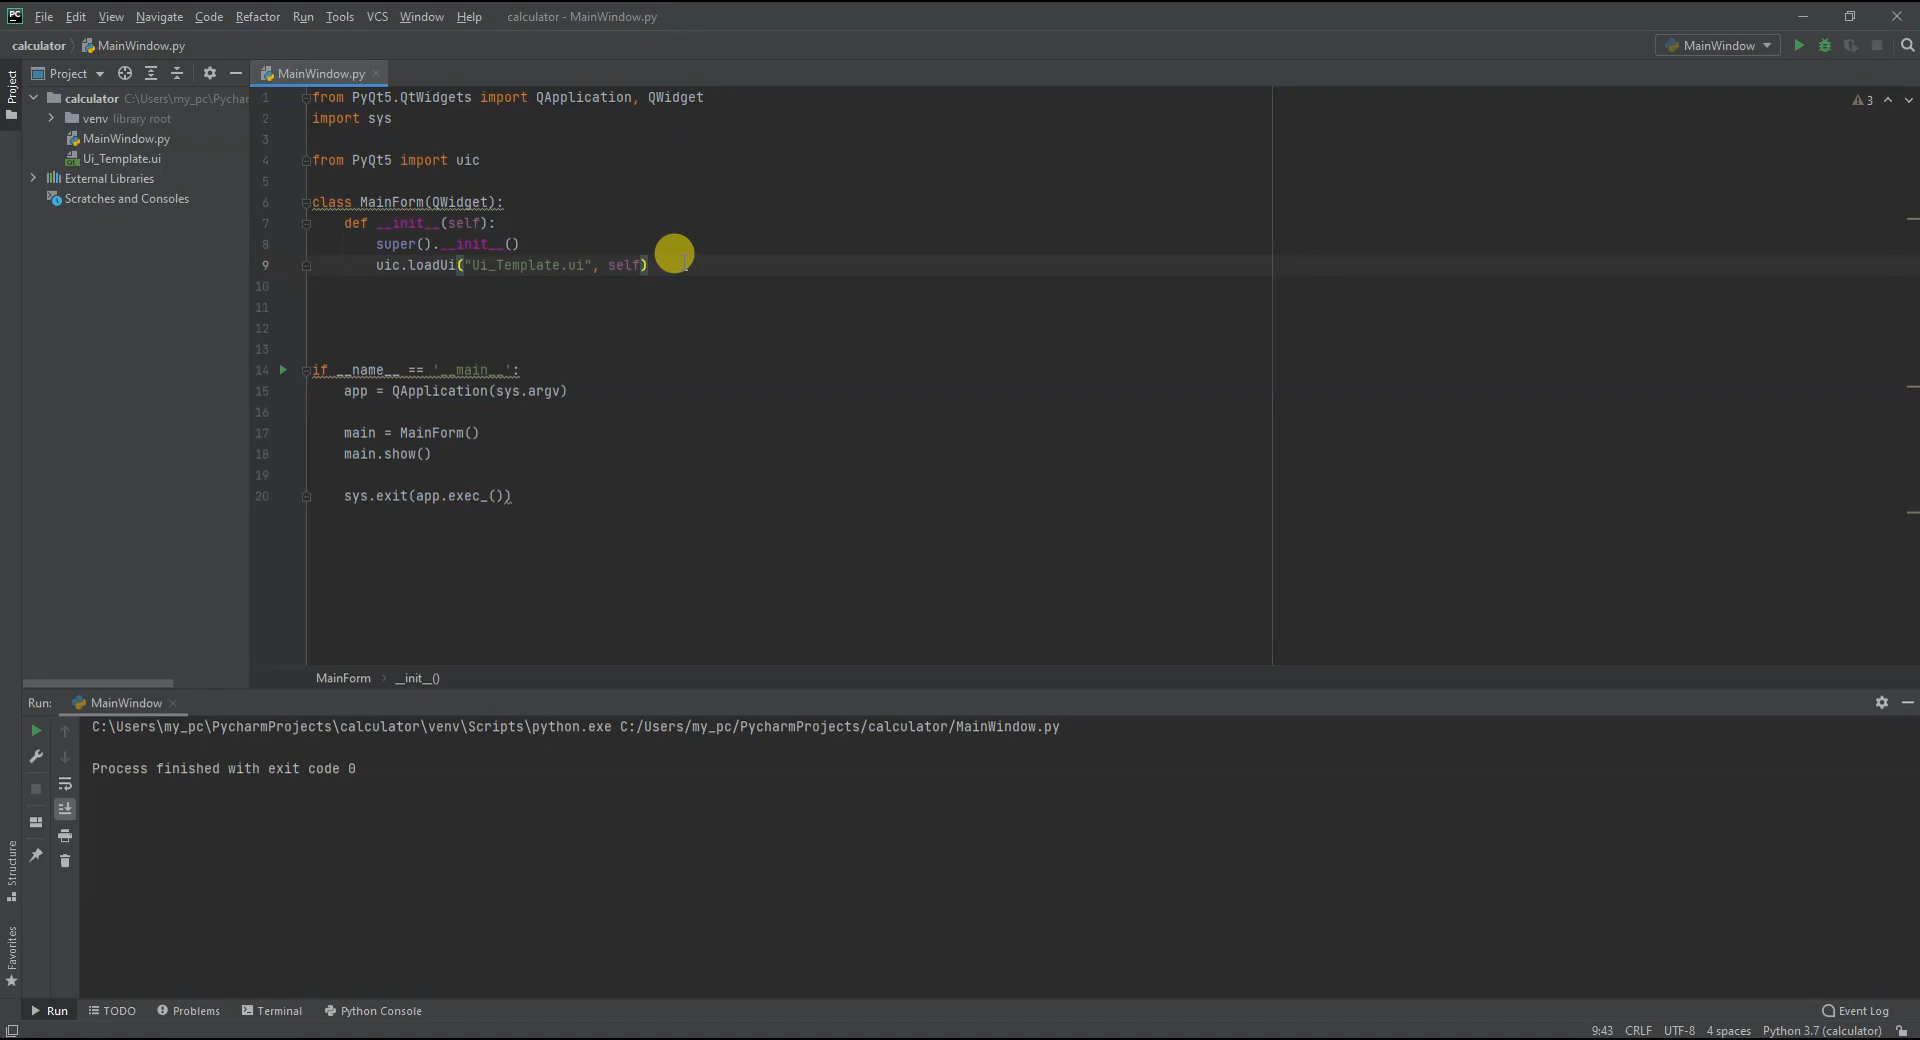 PC File Edit View Navigate Code Refactor Run Tools VCS Window Help calculator - MainWindow.py
calculator MainWindow.py MainWindow
Project
Project MainWindow.py
calculator C:\Users\my_pc\Pychar
venv library root
MainWindow.py
Ui_Template.ui
External Libraries
Scratches and Consoles
3
1 from PyQt5.QtWidgets import QApplication, QWidget
2 import sys
3
4 from PyQt5 import uic
5
6 class MainForm(QWidget):
7 def __init__(self):
8 super().__init__()
9 uic.loadUi("Ui_Template.ui", self)
10
11
12
13
14 if __name__ == '__main__':
15 app = QApplication(sys.argv)
16
17 main = MainForm()
18 main.show()
19
20 sys.exit(app.exec_())
MainForm __init__()
Run: MainWindow
C:\Users\my_pc\PycharmProjects\calculator\venv\Scripts\python.exe C:/Users/my_pc/PycharmProjects/calculator/MainWindow.py
Process finished with exit code 0
Structure
Favorites
Run TODO Problems Terminal Python Console Event Log
9:43 CRLF UTF-8 4 spaces Python 3.7 (calculator)